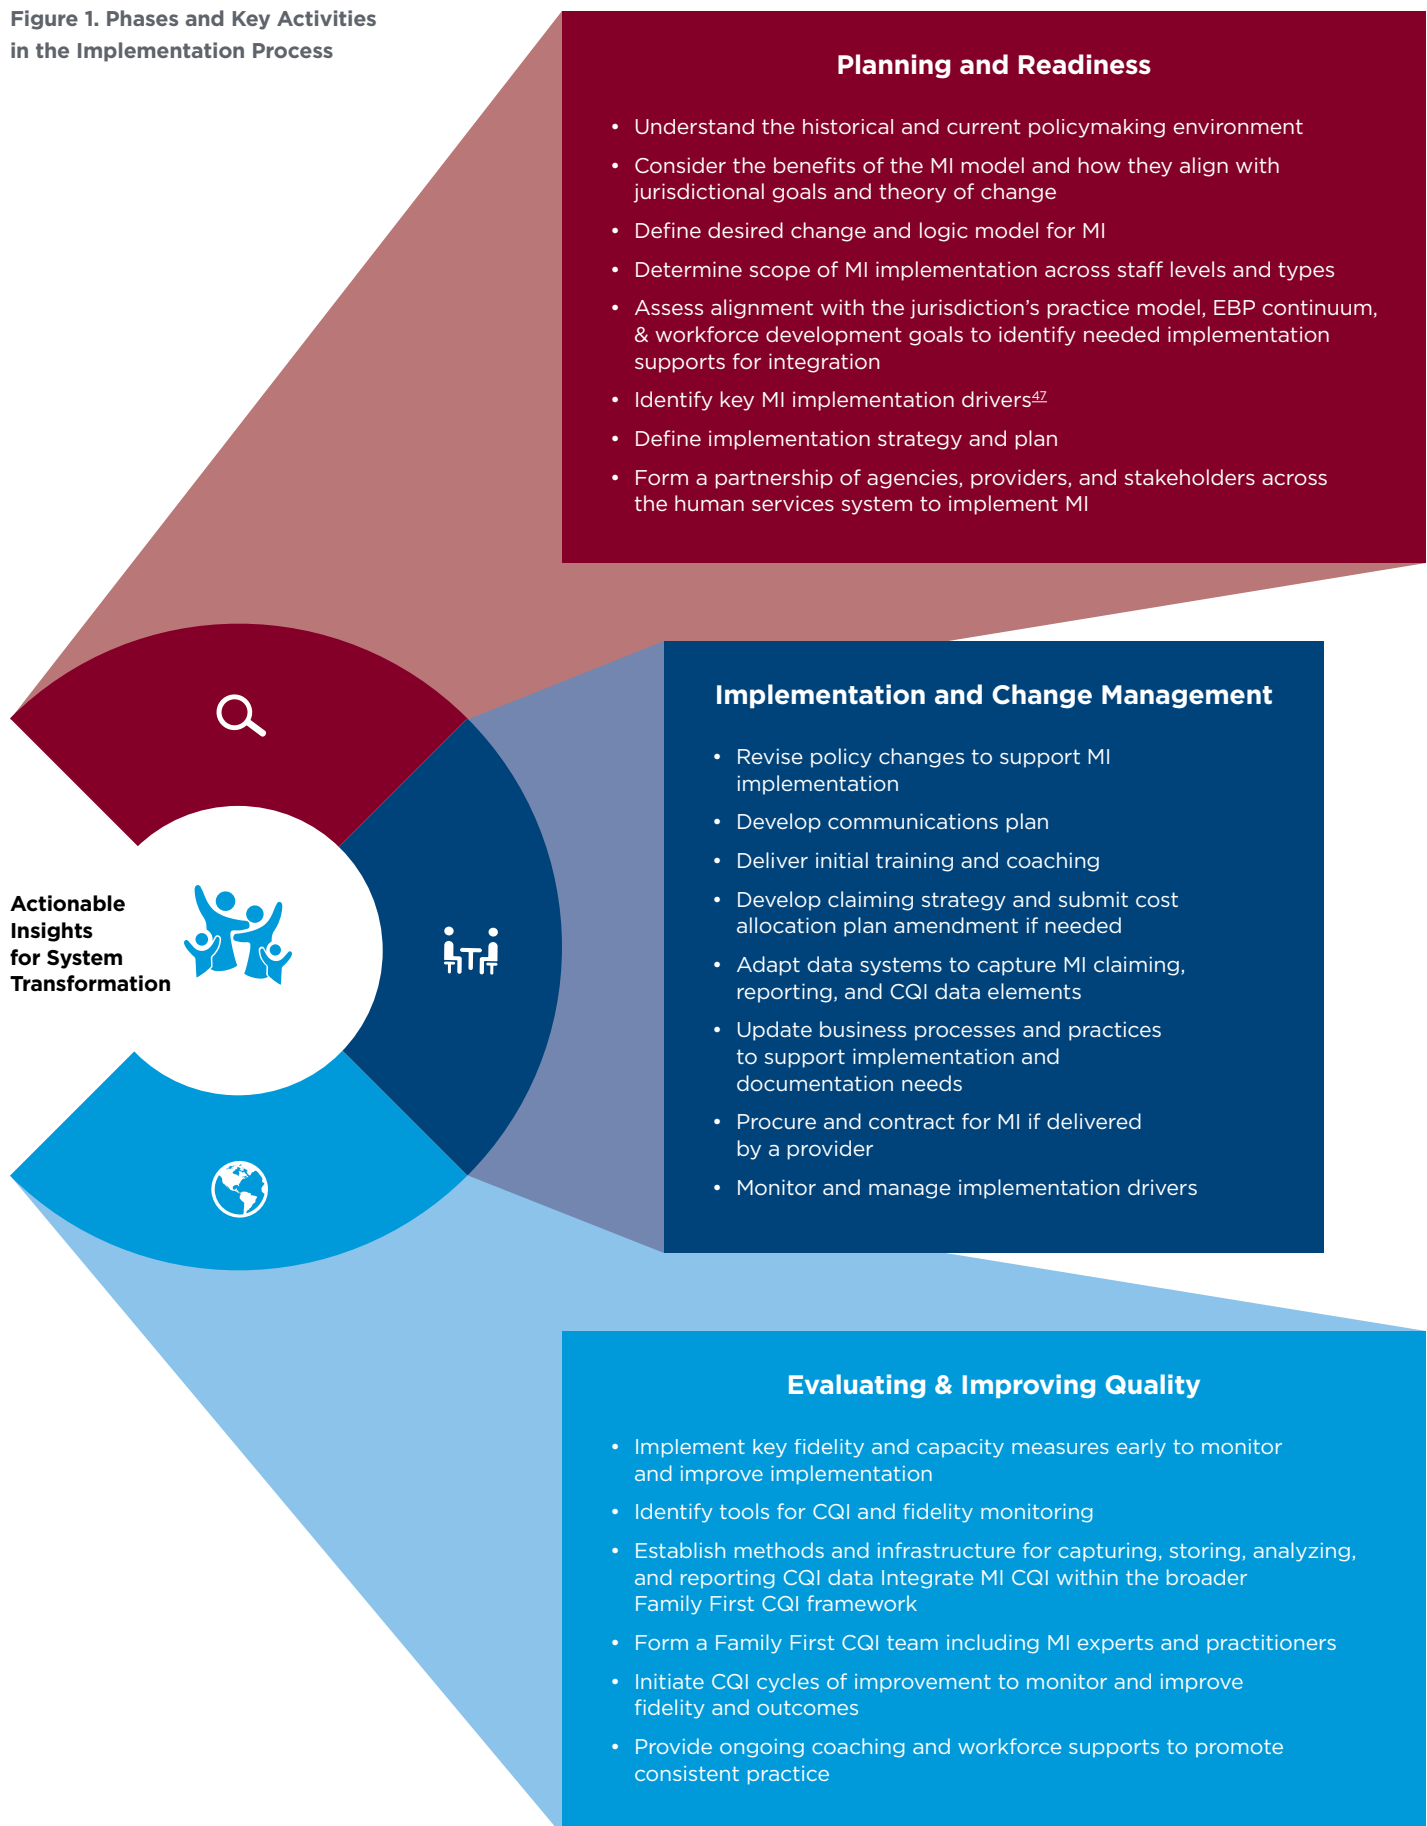 Figure 1. Phases and Key Activities
in the Implementation Process
Planning and Readiness
• Understand the historical and current policymaking environment
• Consider the benefits of the MI model and how they align with
jurisdictional goals and theory of change
• Define desired change and logic model for MI
• Determine scope of MI implementation across staff levels and types
• Assess alignment with the jurisdiction’s practice model, EBP continuum,
& workforce development goals to identify needed implementation
supports for integration
• Identify key MI implementation drivers47
• Define implementation strategy and plan
• Form a partnership of agencies, providers, and stakeholders across
the human services system to implement MI
Implementation and Change Management
• Revise policy changes to support MI
implementation
• Develop communications plan
• Deliver initial training and coaching
• Develop claiming strategy and submit cost
allocation plan amendment if needed
• Adapt data systems to capture MI claiming,
reporting, and CQI data elements
• Update business processes and practices
to support implementation and
documentation needs
• Procure and contract for MI if delivered
by a provider
• Monitor and manage implementation drivers
Actionable
Insights
for System
Transformation
Evaluating & Improving Quality
• Implement key fidelity and capacity measures early to monitor
and improve implementation
• Identify tools for CQI and fidelity monitoring
• Establish methods and infrastructure for capturing, storing, analyzing,
and reporting CQI data Integrate MI CQI within the broader
Family First CQI framework
• Form a Family First CQI team including MI experts and practitioners
• Initiate CQI cycles of improvement to monitor and improve
fidelity and outcomes
• Provide ongoing coaching and workforce supports to promote
consistent practice